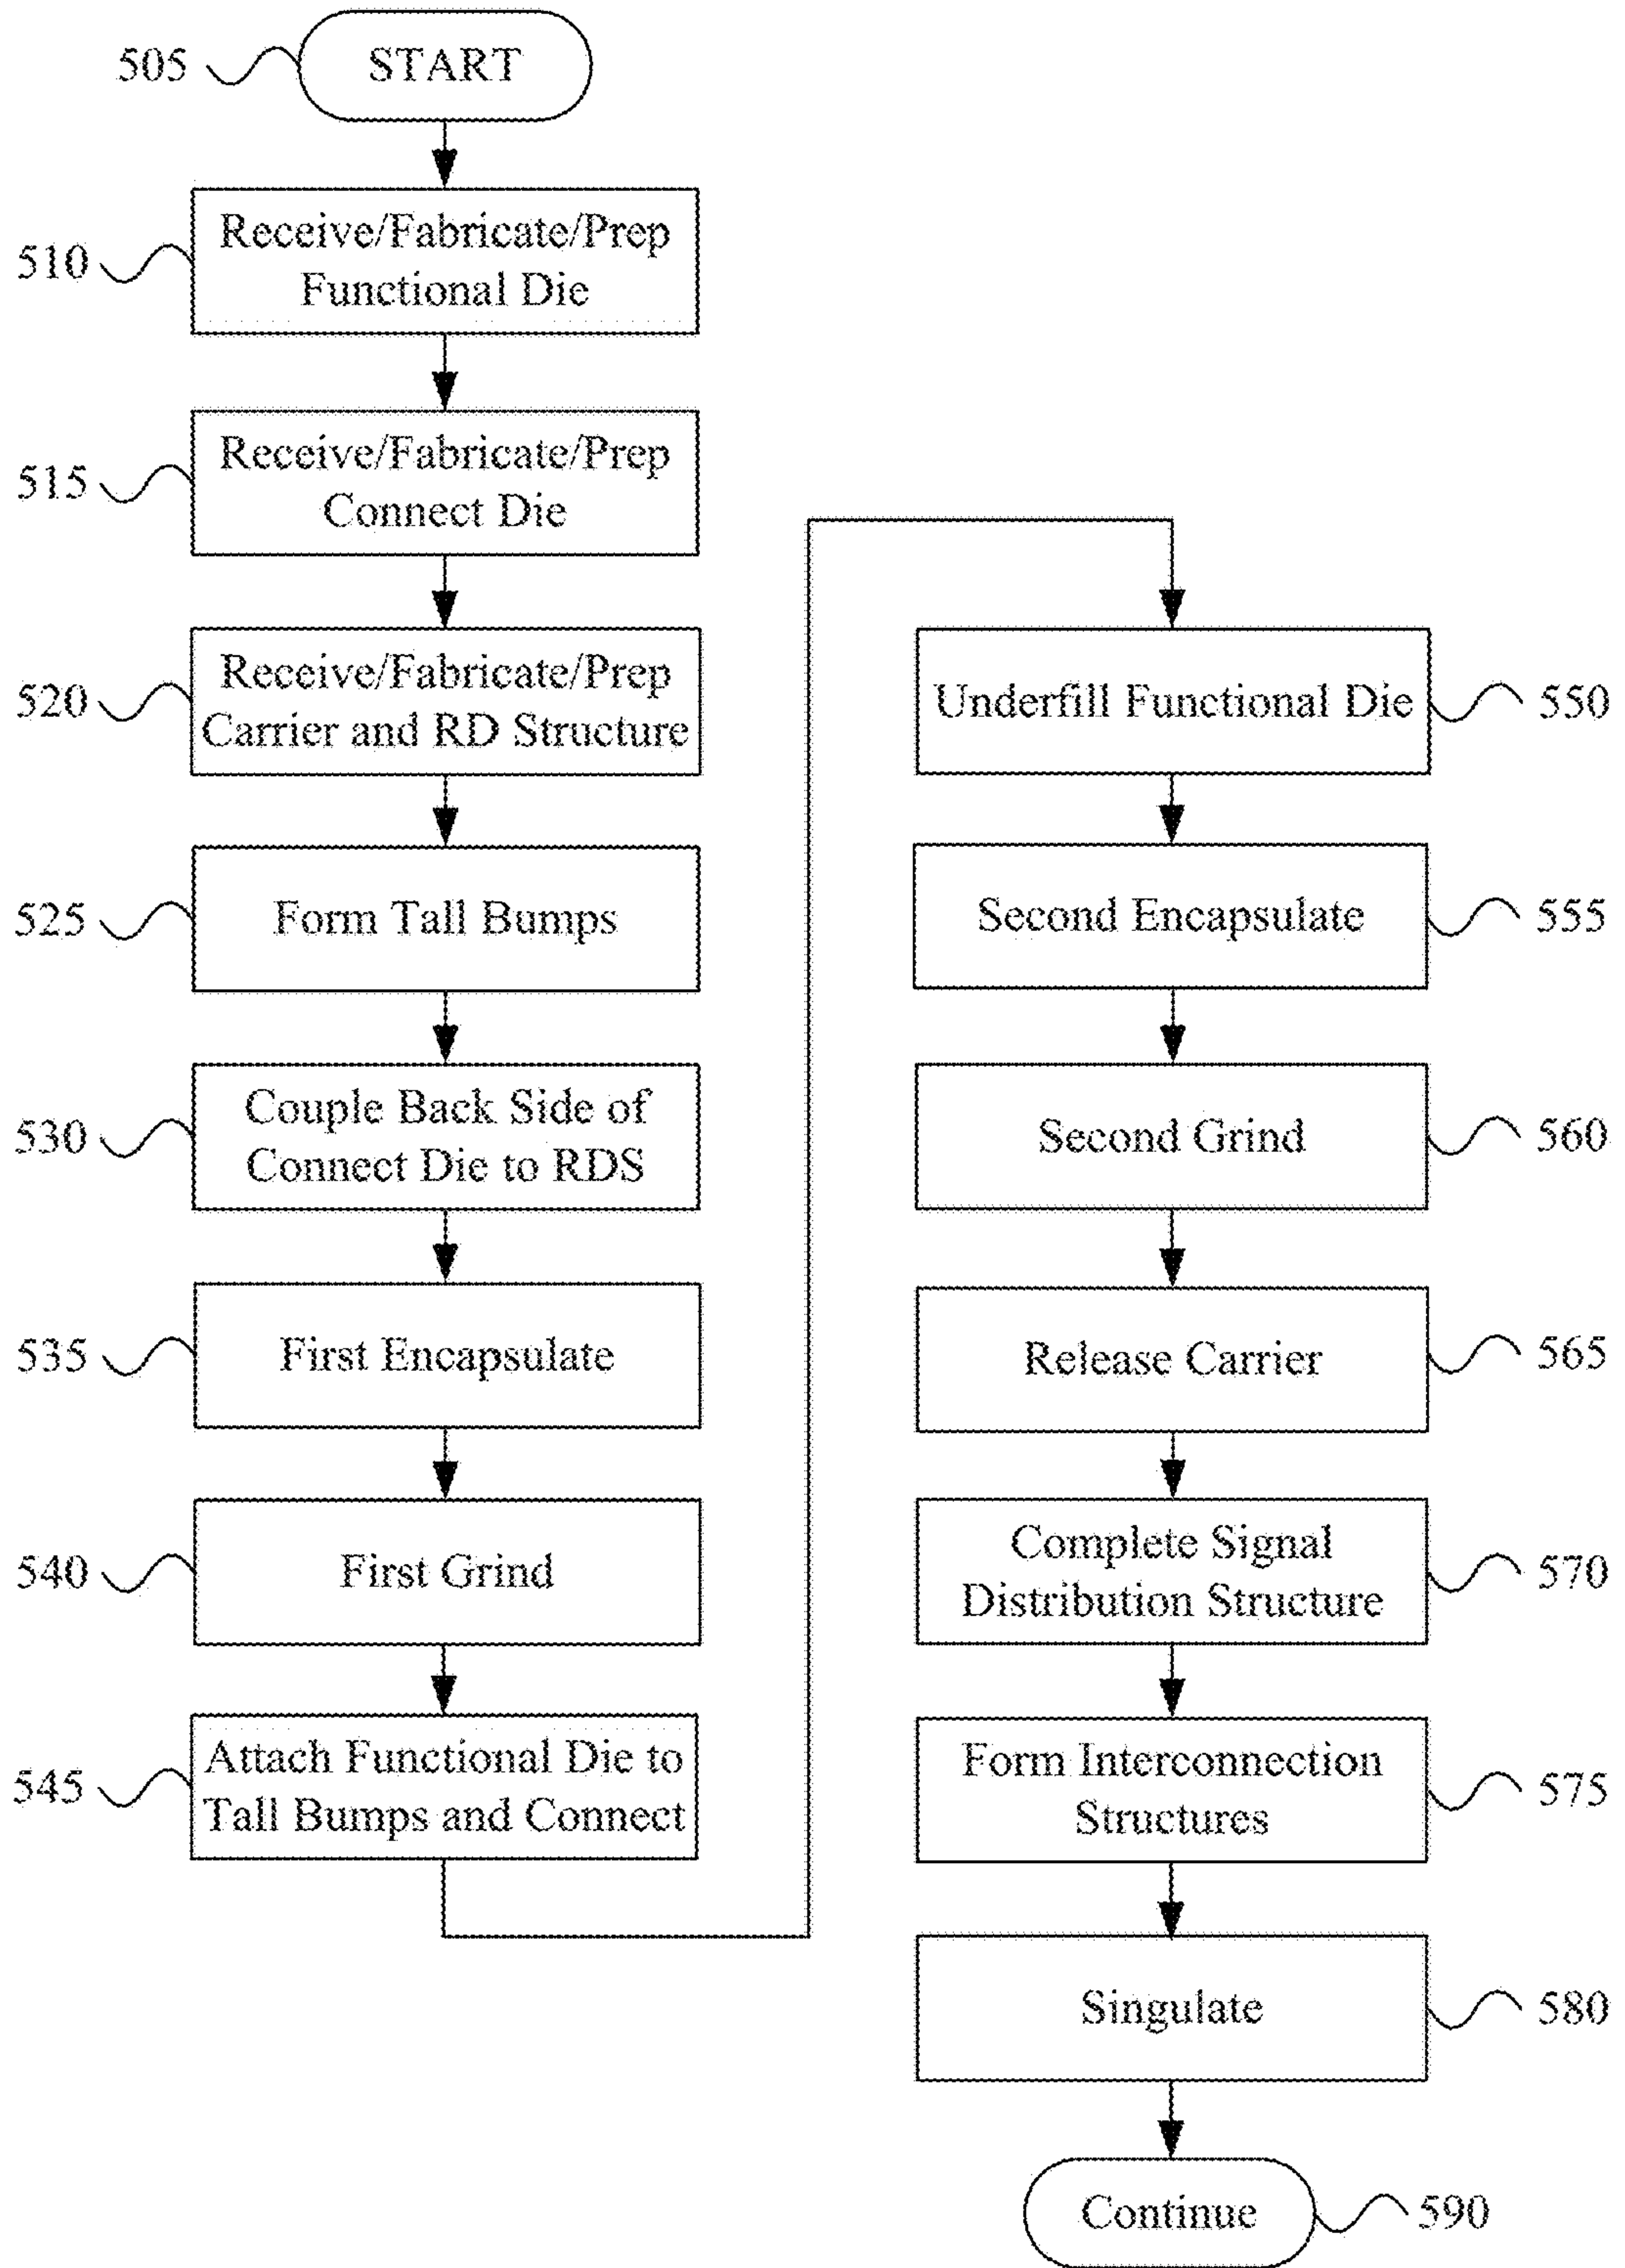 505
START
510
Receive/Fabricate/Prep
Functional Die
515
Receive/Fabricate/Prep
Connect Die
520
Receive/Fabricate/Prep
Carrier and RD Structure
525
Form Tall Bumps
530
Couple Back Side of
Connect Die to RDS
535
First Encapsulate
540
First Grind
545
Attach Functional Die to
Tall Bumps and Connect
Underfill Functional Die
550
Second Encapsulate
555
Second Grind
560
Release Carrier
565
Complete Signal
Distribution Structure
570
Form Interconnection
Structures
575
Singulate
580
Continue
590